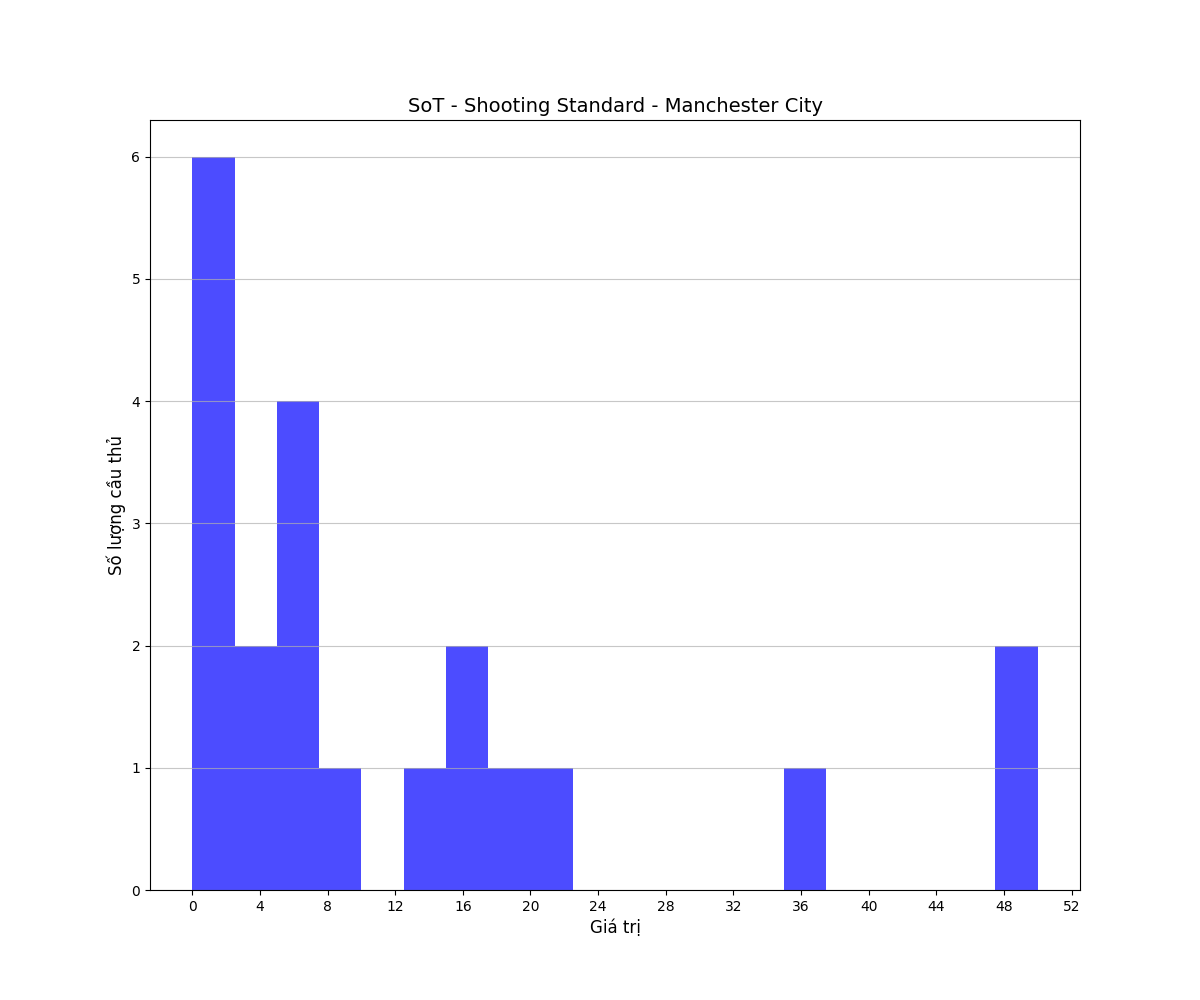 SoT - Shooting Standard - Manchester City
6
5
4
3
2
1
0
Số lượng cầu thủ
0 4 8 12 16 20 24 28 32 36 40 44 48 52
Giá trị